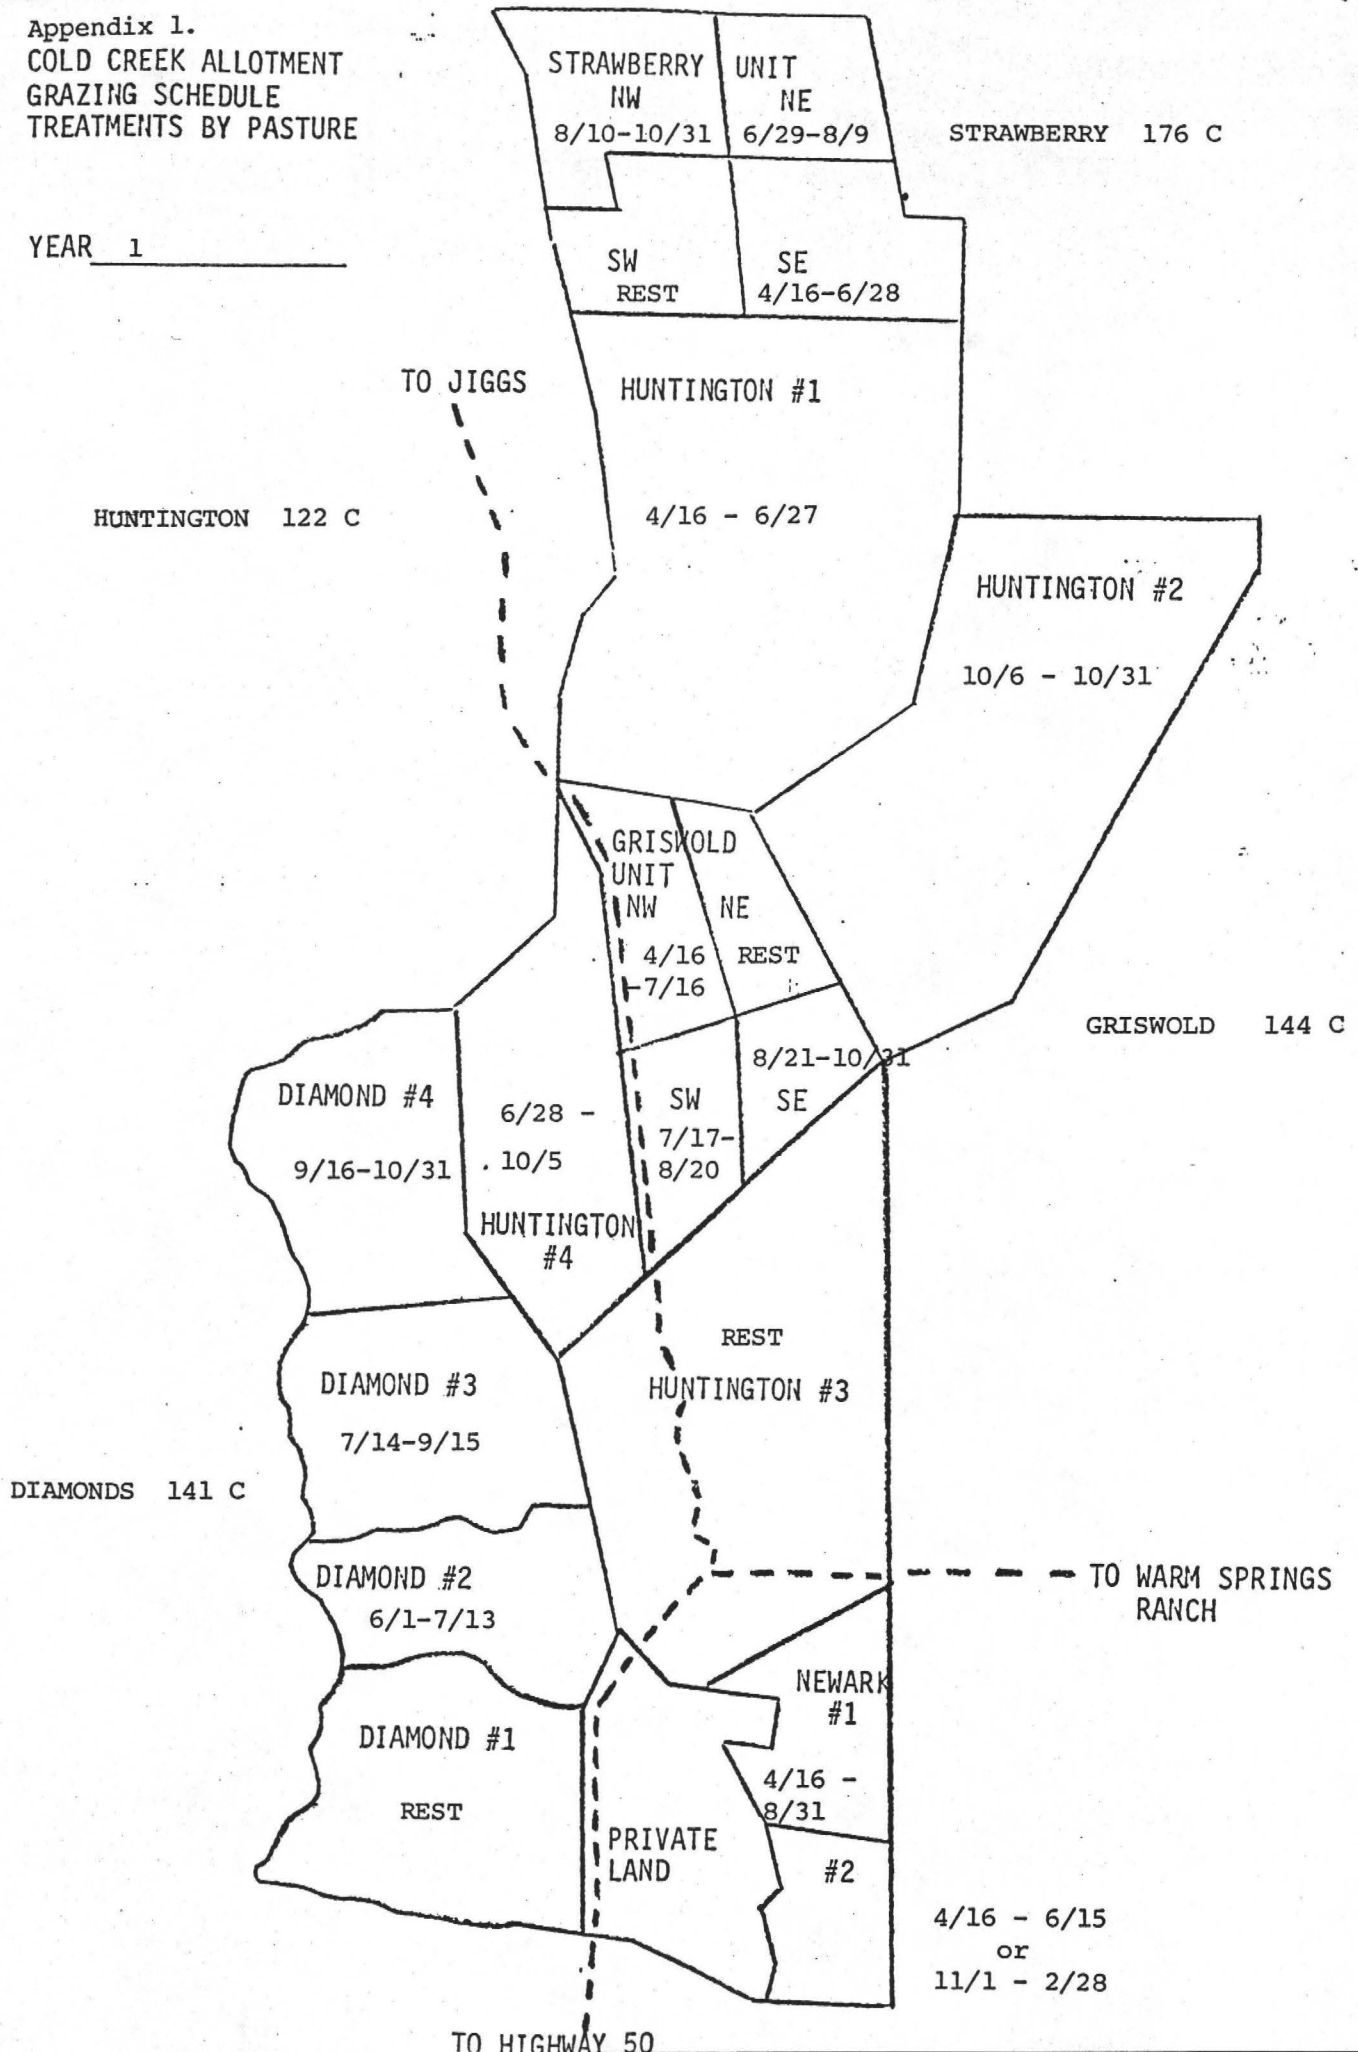 Appendix 1.
COLD CREEK ALLOTMENT
GRAZING SCHEDULE
TREATMENTS BY PASTURE
YEAR 1
STRAWBERRY UNIT
NW NE
8/10-10/31 6/29-8/9
STRAWBERRY 176 C
SW SE
REST 4/16-6/28
TO JIGGS
HUNTINGTON #1
HUNTINGTON 122 C
4/16 - 6/27
HUNTINGTON #2
10/6 - 10/31
GRISWOLD
UNIT
NW NE
4/16 REST
-7/16
GRISWOLD 144 C
8/21-10/31
SW SE
7/17-
8/20
DIAMOND #4
9/16-10/31
6/28 -
10/5
HUNTINGTON
#4
REST
HUNTINGTON #3
DIAMOND #3
7/14-9/15
DIAMONDS 141 C
DIAMOND #2
6/1-7/13
TO WARM SPRINGS
RANCH
NEWARK
#1
4/16 -
8/31
DIAMOND #1
REST
PRIVATE
LAND
#2
4/16 - 6/15
or
11/1 - 2/28
TO HIGHWAY 50